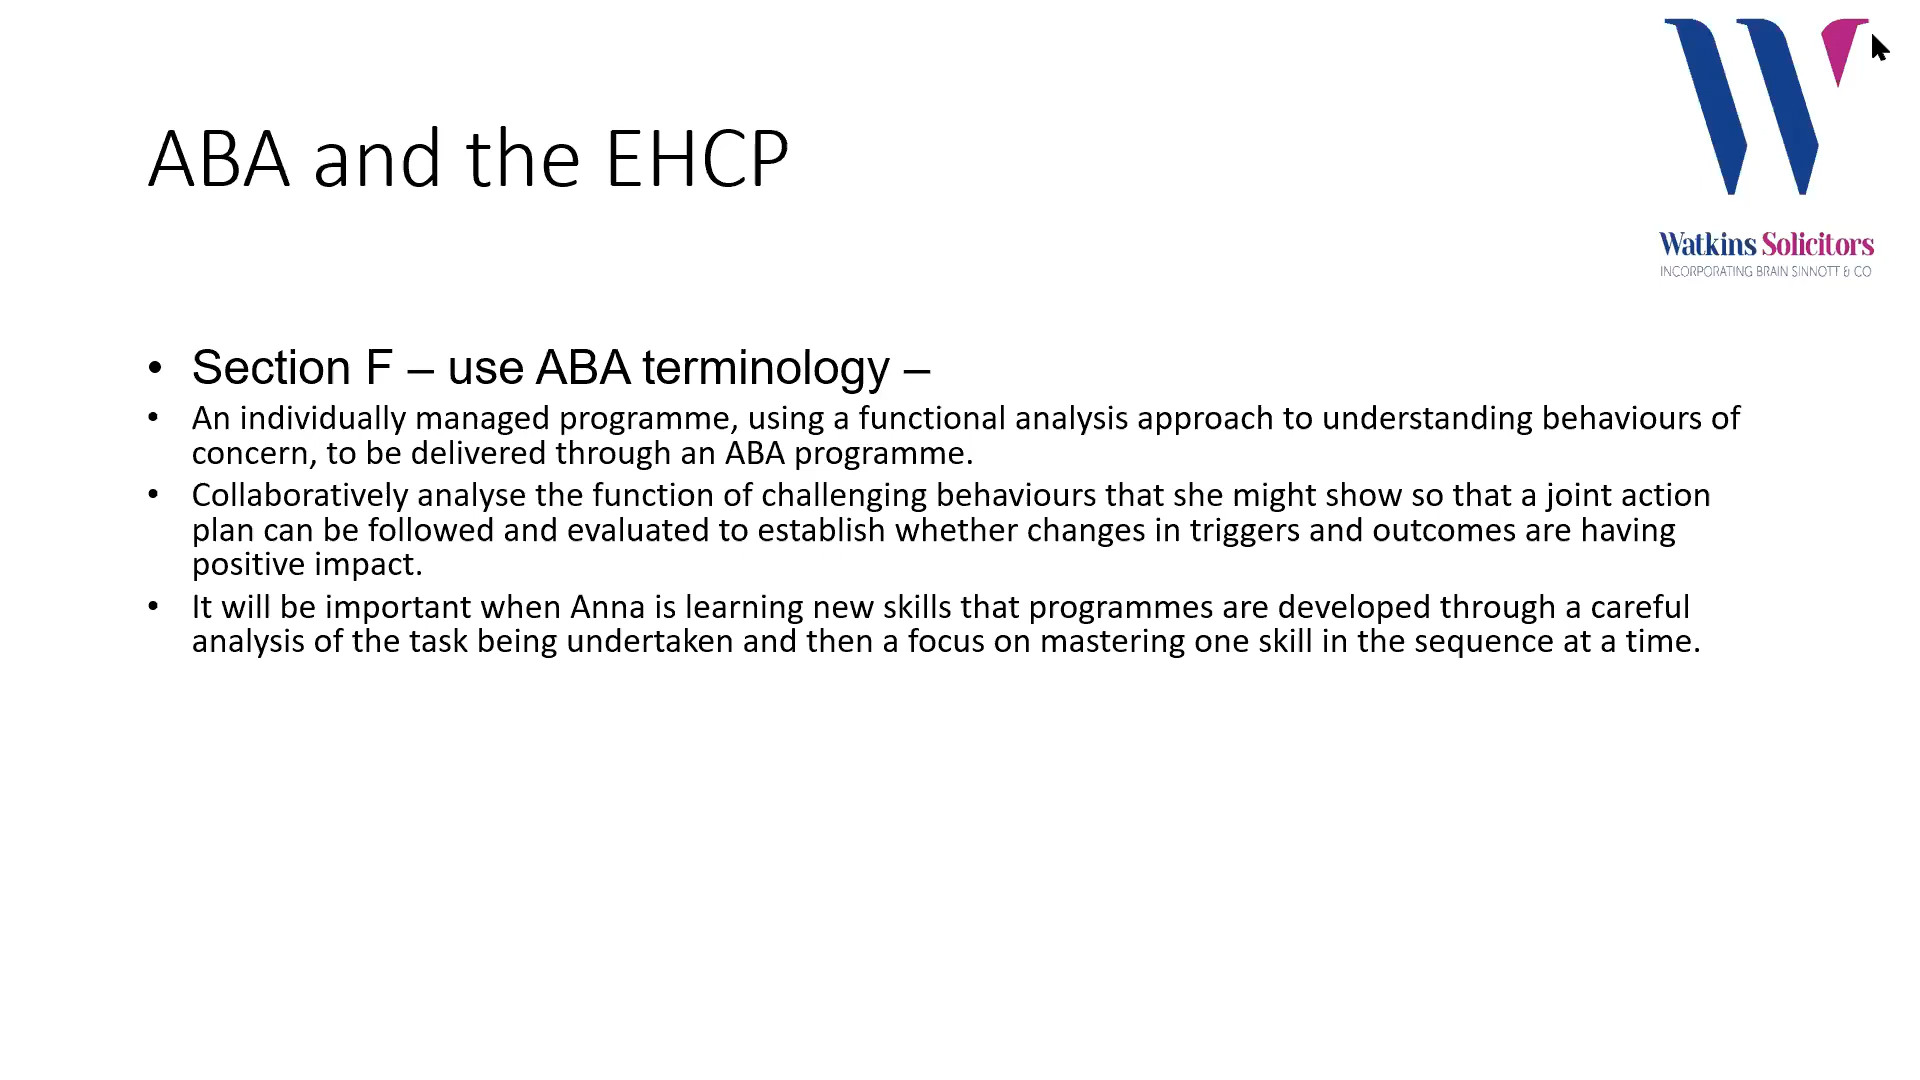 ABA and the EHCP
Watkins Solicitors
INCORPORATING BRAIN SINNOTT & CO
• Section F – use ABA terminology –
• An individually managed programme, using a functional analysis approach to understanding behaviours of
concern, to be delivered through an ABA programme.
• Collaboratively analyse the function of challenging behaviours that she might show so that a joint action
plan can be followed and evaluated to establish whether changes in triggers and outcomes are having
positive impact.
• It will be important when Anna is learning new skills that programmes are developed through a careful
analysis of the task being undertaken and then a focus on mastering one skill in the sequence at a time.